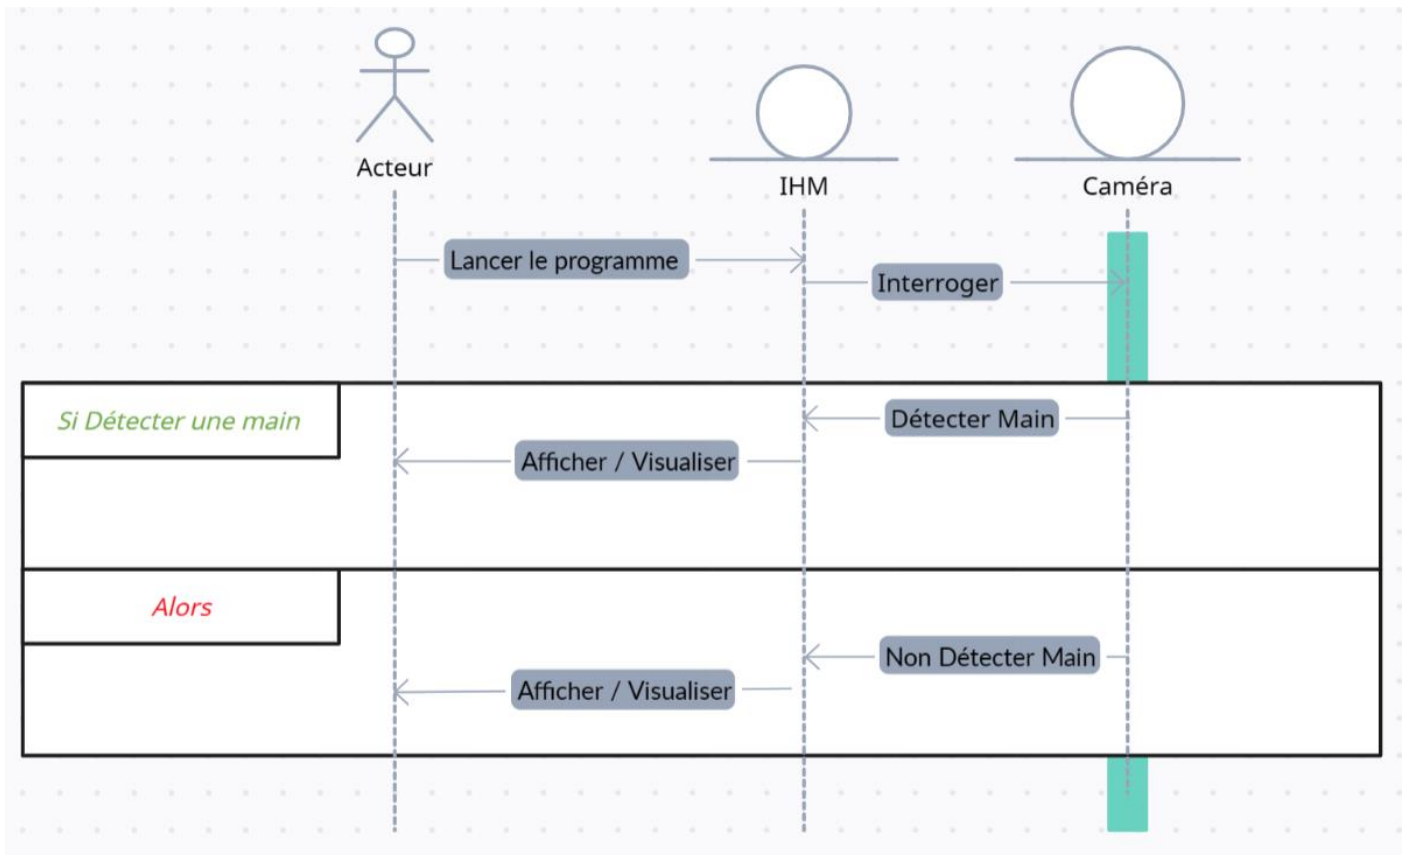 Acteur
IHM
Caméra
Lancer le programme
Interroger
Si Détecter une main
Détecter Main
Afficher / Visualiser
Alors
Non Détecter Main
Afficher / Visualiser